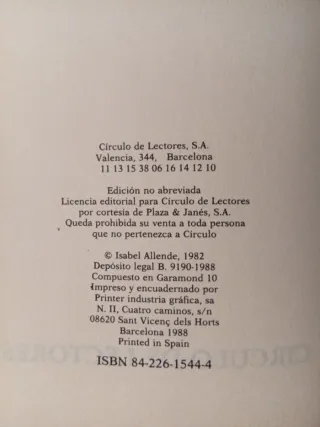 Círculo de Lectores, S.A.
Valencia, 344, Barcelona
11 13 15 38 06 16 14 12 10
Edición no abreviada
Licencia editorial para Círculo de Lectores
por cortesía de Plaza & Janés, S.A.
Queda prohibida su venta a toda persona
que no pertenezca a Círculo
© Isabel Allende, 1982
Depósito legal B. 9190-1988
Compuesto en Garamond 10
Impreso y encuadernado por
Printer industria gráfica, sa
N. II, Cuatro caminos, s/n
08620 Sant Vicenç dels Horts
Barcelona 1988
Printed in Spain
ISBN 84-226-1544-4